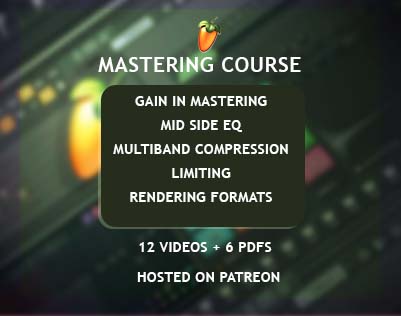 MASTERING COURSE
GAIN IN MASTERING
MID SIDE EQ
MULTIBAND COMPRESSION
LIMITING
RENDERING FORMATS
12 VIDEOS + 6 PDFS
HOSTED ON PATREON